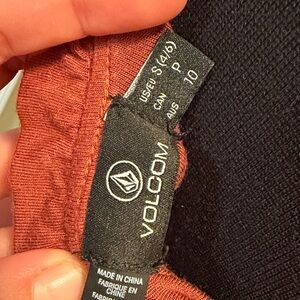 US/EU S (4/6)
CAN P
AUS 10
VOLCOM
MADE IN CHINA
FABRIQUE EN
CHINE